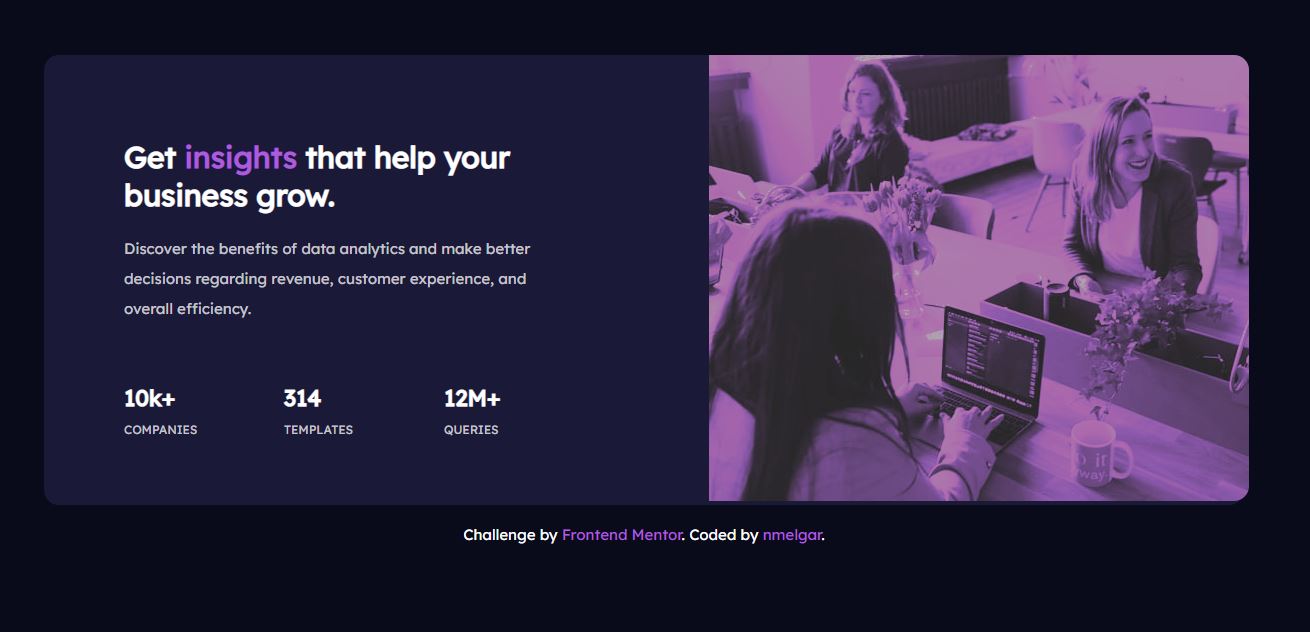 Get insights that help your
business grow.
Discover the benefits of data analytics and make better
decisions regarding revenue, customer experience, and
overall efficiency.
10k+ 314 12M+
COMPANIES TEMPLATES QUERIES
Challenge by Frontend Mentor. Coded by nmelgar.